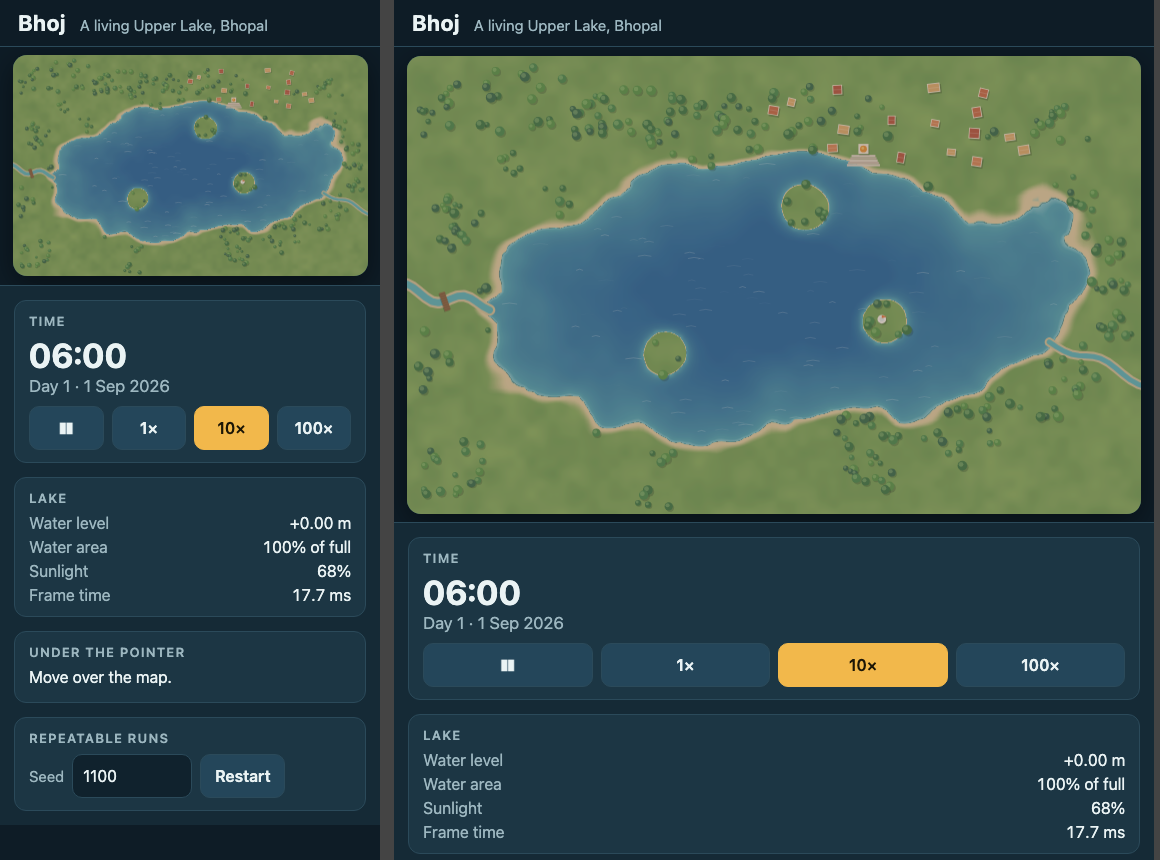 Bhoj A living Upper Lake, Bhopal
TIME
06:00
Day 1 · 1 Sep 2026
1× 10× 100×
LAKE
Water level +0.00 m
Water area 100% of full
Sunlight 68%
Frame time 17.7 ms
UNDER THE POINTER
Move over the map.
REPEATABLE RUNS
Seed 1100 Restart
Bhoj A living Upper Lake, Bhopal
TIME
06:00
Day 1 · 1 Sep 2026
1× 10× 100×
LAKE
Water level +0.00 m
Water area 100% of full
Sunlight 68%
Frame time 17.7 ms